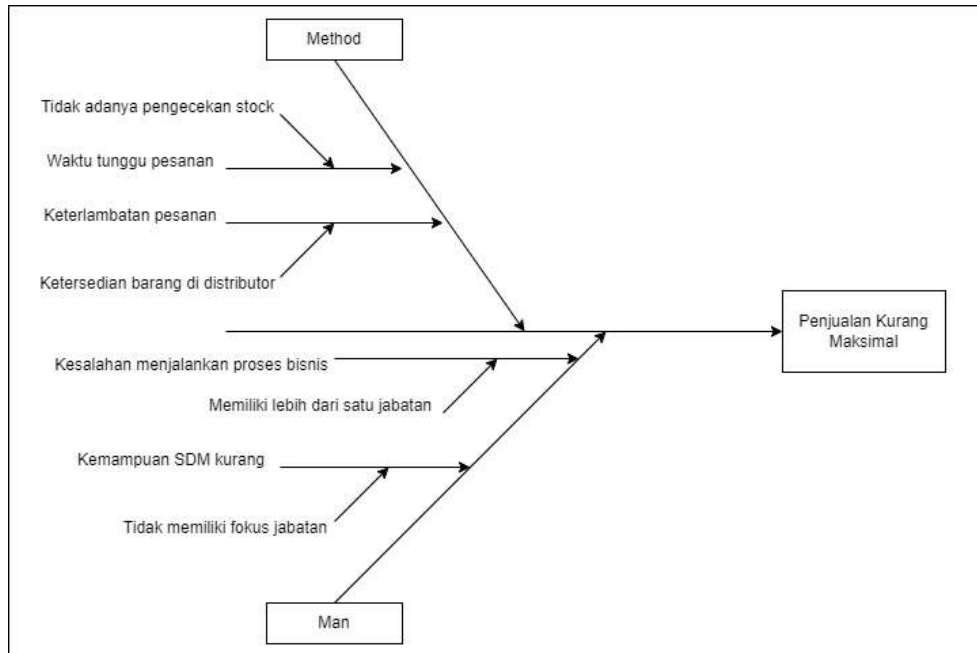 Method
Tidak adanya pengecekan stock
Waktu tunggu pesanan
Keterlambatan pesanan
Ketersedian barang di distributor
Penjualan Kurang
Maksimal
Kesalahan menjalankan proses bisnis
Memiliki lebih dari satu jabatan
Kemampuan SDM kurang
Tidak memiliki fokus jabatan
Man